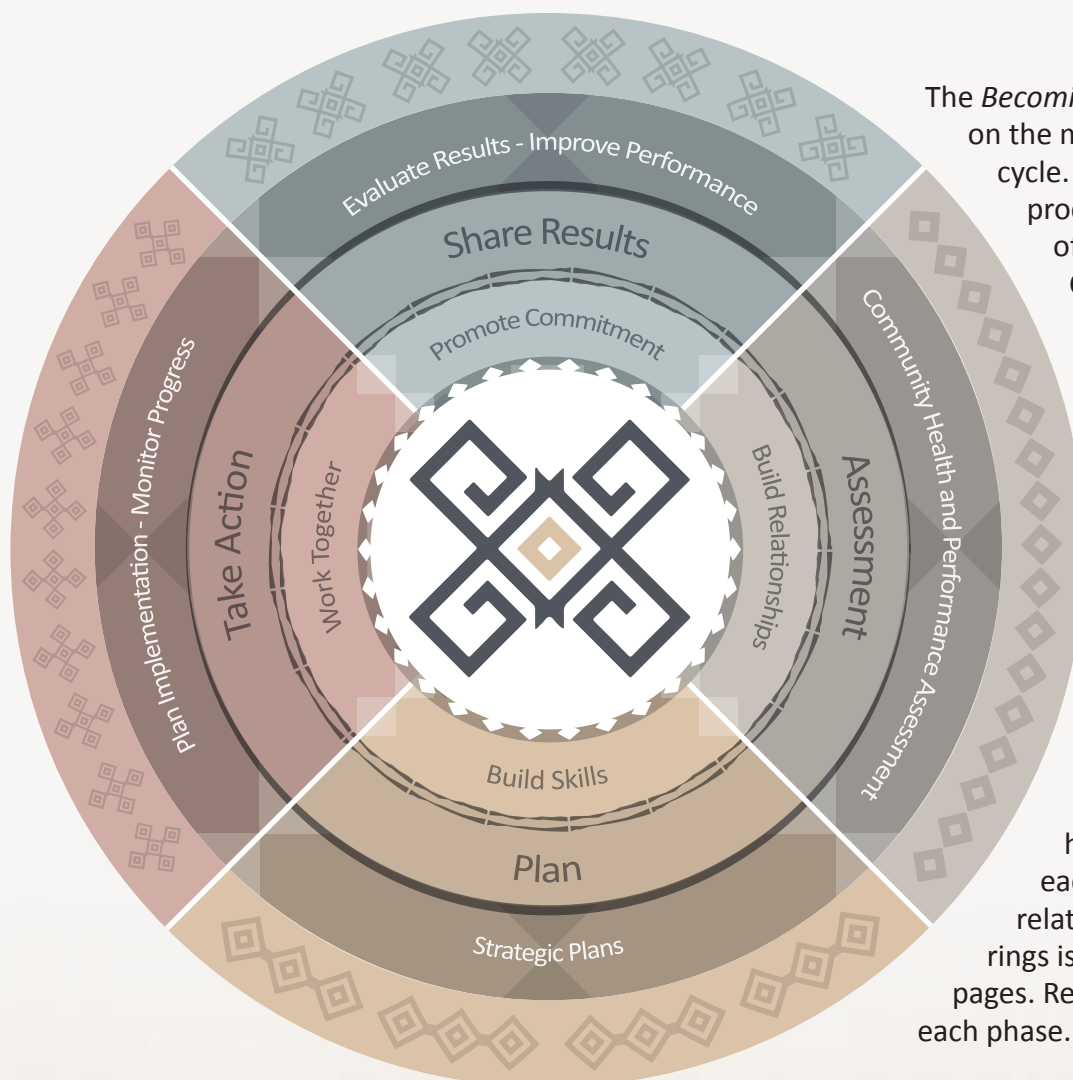 Evaluate Results - Improve Performance
Share Results
Promote Commitment
Community Health and Performance Assessment
Assessment
Build Relationships
Strategic Plans
Plan
Build Skills
Plan Implementation - Monitor Progress
Take Action
Work Together
The
on the
cycle.
relat
rings is
pages. Re
each phase.